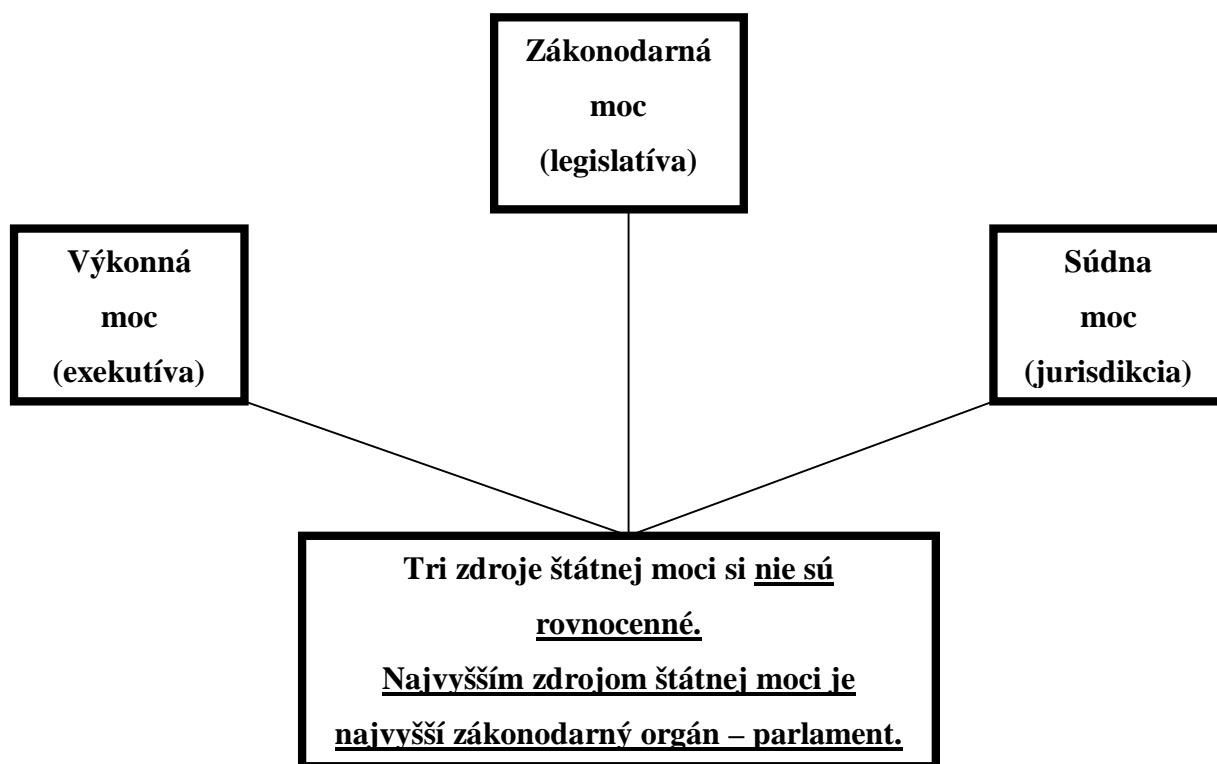 Zákonodarná
moc
(legislatíva)
Výkonná
moc
(exekutíva)
Súdna
moc
(jurisdikcia)
Tri zdroje štátnej moci si nie sú
rovnocenné.
Najvyšším zdrojom štátnej moci je
najvyšší zákonodarný orgán – parlament.